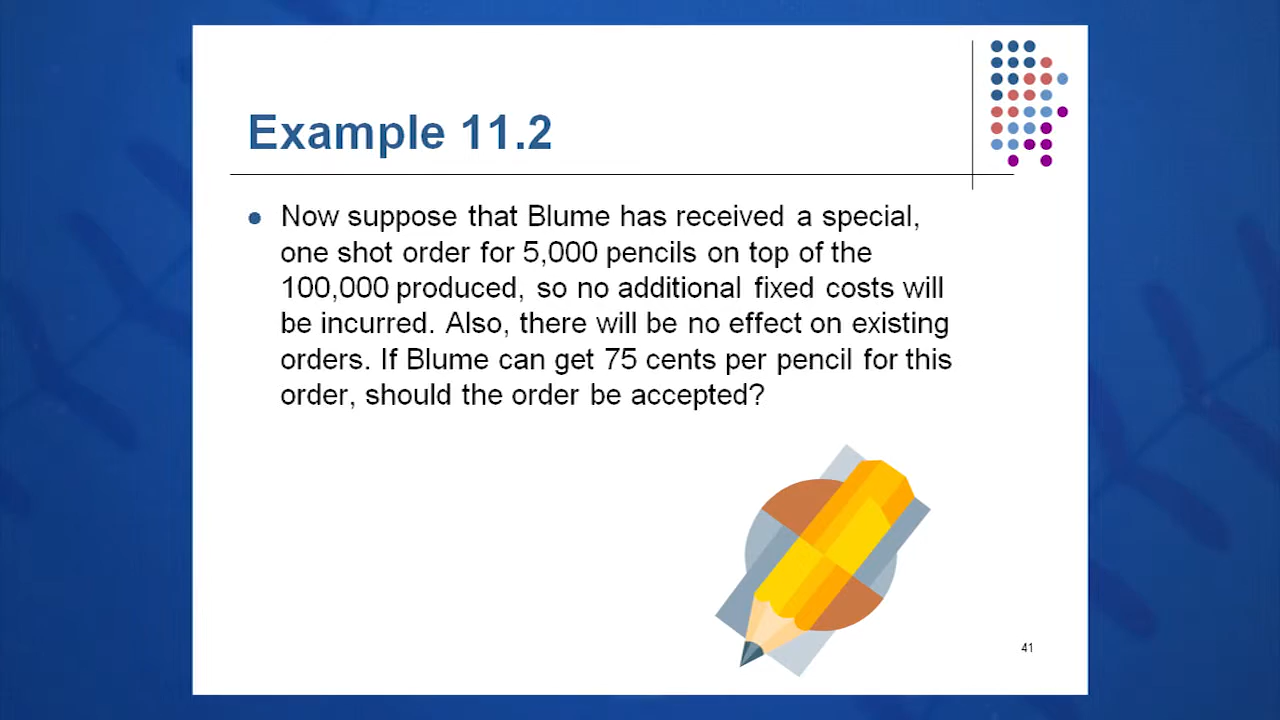 Example 11.2
Now suppose that Blume has received a special,
one shot order for 5,000 pencils on top of the
100,000 produced, so no additional fixed costs will
be incurred. Also, there will be no effect on existing
orders. If Blume can get 75 cents per pencil for this
order, should the order be accepted?
41